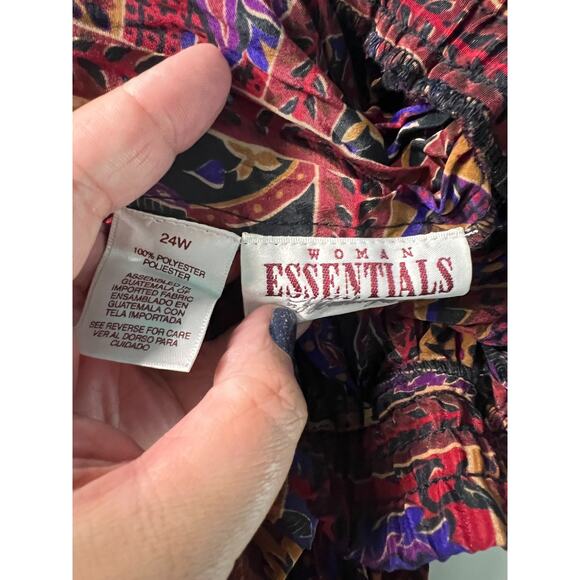 24W
100% POLYESTER
POLIESTER
ASSEMBLED IN
GUATEMALA OF
IMPORTED FABRIC
ENSAMBLADO EN
GUATEMALA CON
TELA IMPORTADA
SEE REVERSE FOR CARE
VER AL DORSO PARA
CUIDADO
WOMAN
ESSENTIALS